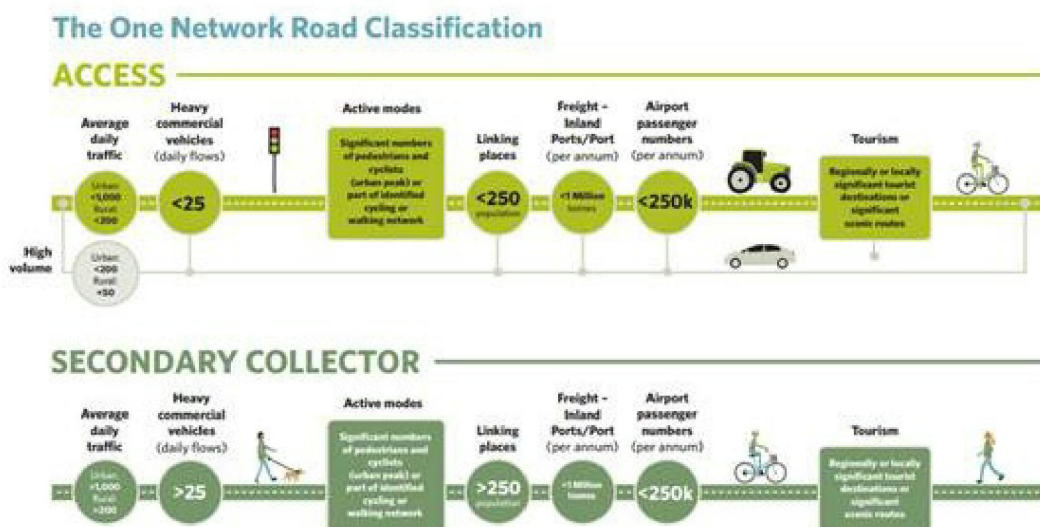 The One Network Road Classification
ACCESS
Average
daily
traffic
Urban:
<1,000
Rural:
<200
Heavy
commercial
vehicles
(daily flows)
<25
Active modes
Significant numbers
of pedestrians and
cyclists
(urban peak) or
part of identified
cycling or
walking network
Linking
places
<250
population
Freight –
Inland
Ports/Port
(per annum)
<1 Million
tonnes
Airport
passenger
numbers
(per annum)
<250k
Tourism
Regionally or locally
significant tourist
destinations or
significant
scenic routes
High
volume
Urban:
<200
Rural:
<50
SECONDARY COLLECTOR
Average
daily
traffic
Urban:
>1,000
Rural:
>200
Heavy
commercial
vehicles
(daily flows)
>25
Active modes
Significant numbers
of pedestrians and
cyclists
(urban peak) or
part of identified
cycling or
walking network
Linking
places
>250
population
Freight –
Inland
Ports/Port
(per annum)
<1 Million
tonnes
Airport
passenger
numbers
(per annum)
<250k
Tourism
Regionally or locally
significant tourist
destinations or
significant
scenic routes